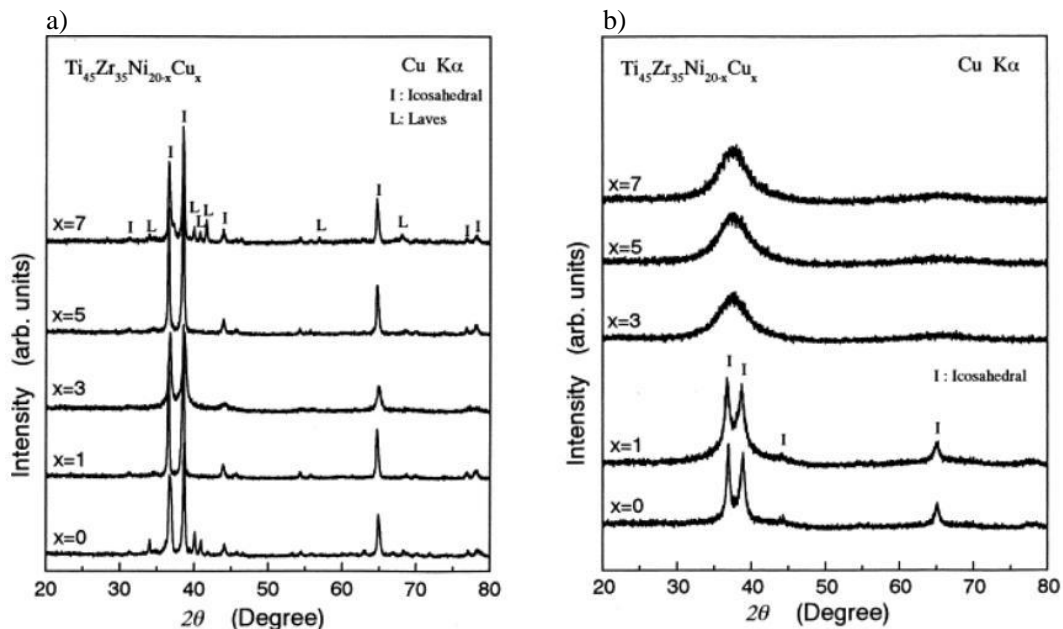 a)
Ti45Zr35Ni20-xCux
Cu Kα
I : Icosahedral
L: Laves
I
I
I
L
L
L
L
I
L
I
L
I
I
x=7
x=5
x=3
x=1
x=0
Intensity (arb. units)
20 30 40 50 60 70 80
2θ (Degree)
b)
Ti45Zr35Ni20-xCux
Cu Kα
x=7
x=5
x=3
I : Icosahedral
I
I
I
I
x=1
x=0
Intensity (arb. units)
20 30 40 50 60 70 80
2θ (Degree)